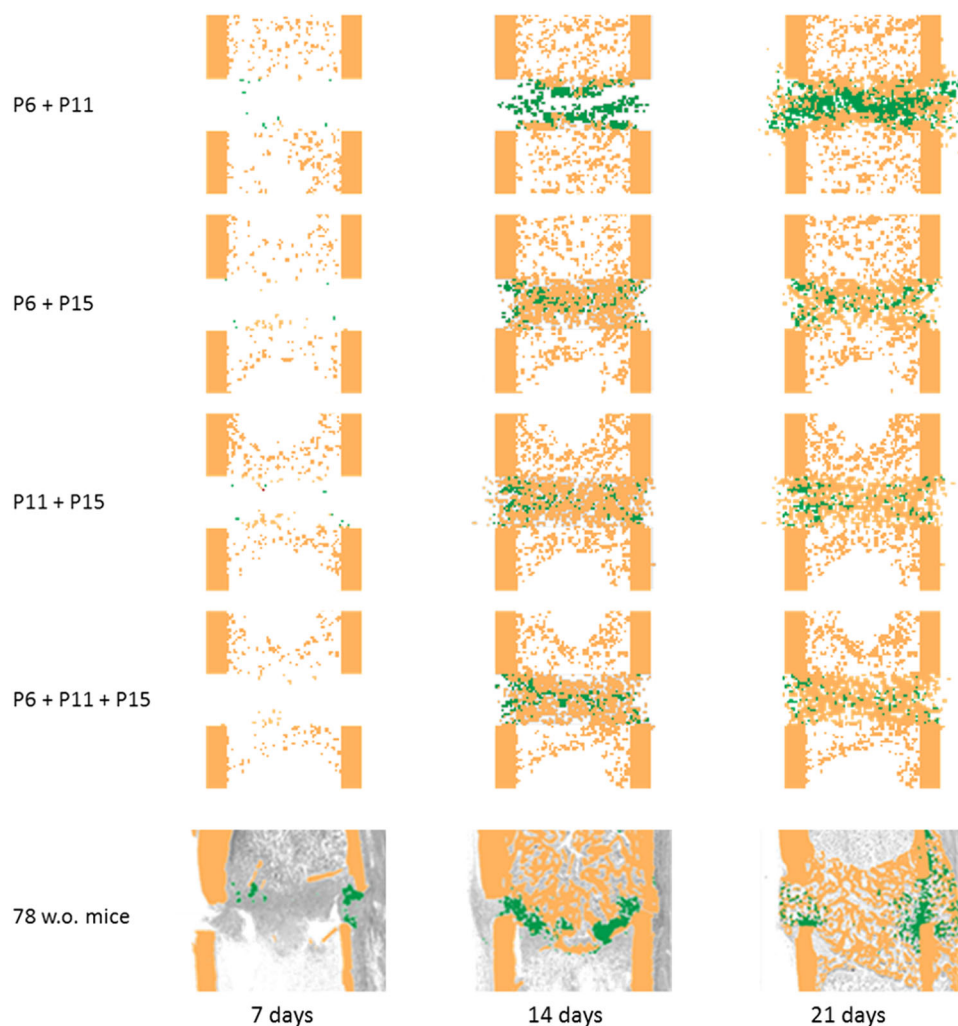 P6 + P11
P6 + P15
P11 + P15
P6 + P11 + P15
78 w.o. mice
7 days
14 days
21 days